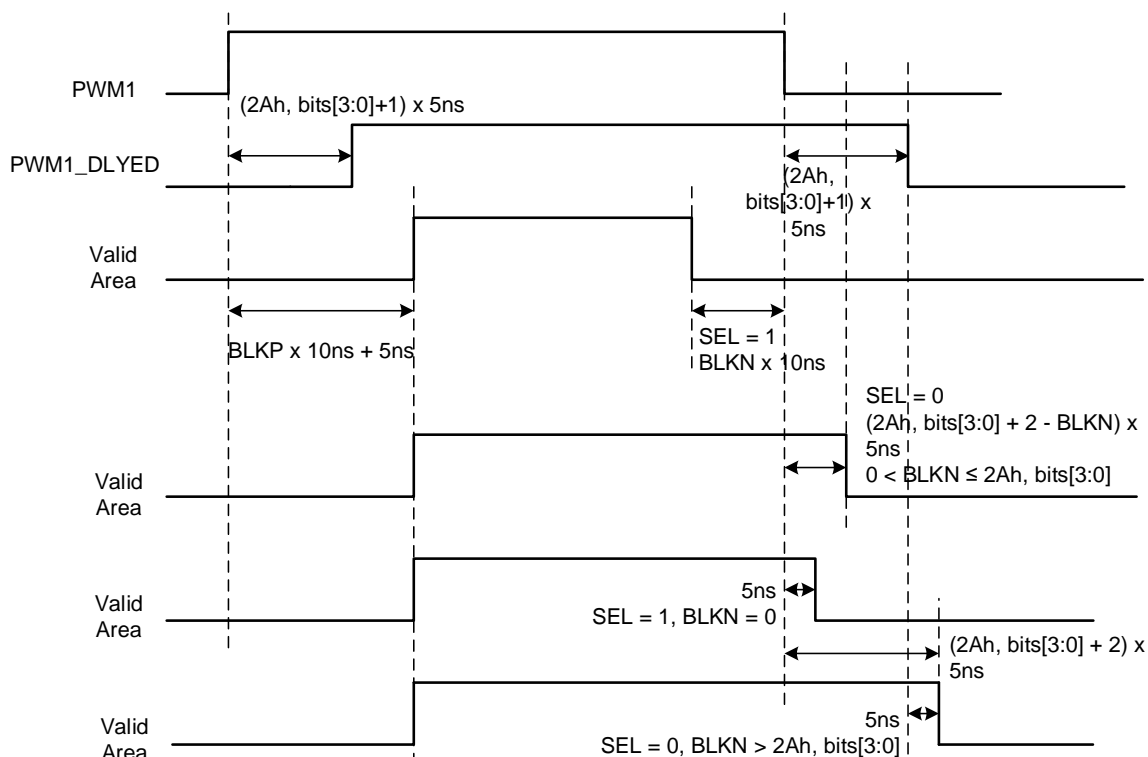 PWM1
(2Ah, bits[3:0]+1) x 5ns
PWM1_DLYED
(2Ah,
bits[3:0]+1) x
5ns
Valid
Area
BLKP x 10ns + 5ns
SEL = 1
BLKN x 10ns
SEL = 0
(2Ah, bits[3:0] + 2 - BLKN) x
5ns
0 < BLKN ≤ 2Ah, bits[3:0]
Valid
Area
5ns
SEL = 1, BLKN = 0
Valid
Area
(2Ah, bits[3:0] + 2) x
5ns
5ns
SEL = 0, BLKN > 2Ah, bits[3:0]
Valid
Area